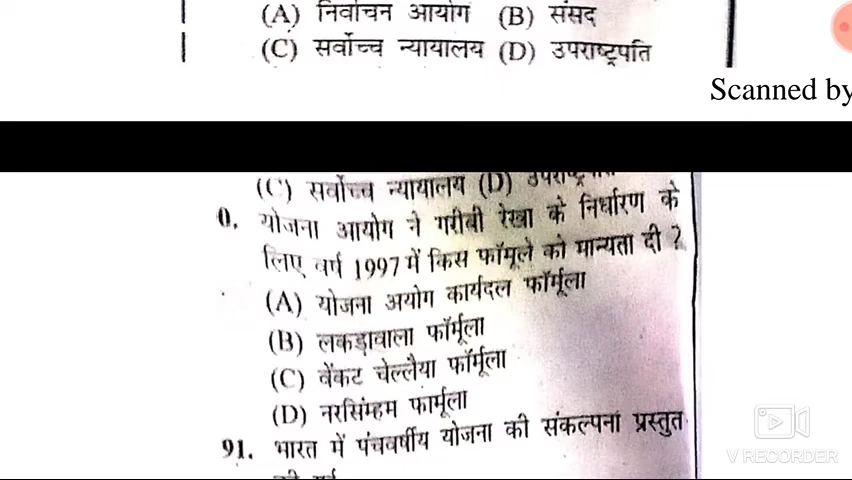 (A) निर्वाचन आयोग (B) संसद
(C) सर्वोच्च न्यायालय (D) उपराष्ट्रपति
Scanned by
(C) सर्वोच्च न्यायालय (D)
0. योजना आयोग ने गरीबी रेखा के निर्धारण के
लिए वर्ष 1997 में किस फॉमूले को मान्यता दी ?
(A) योजना अयोग कार्यदल फॉर्मूला
(B) लकड़ावाला फॉर्मूला
(C) वेंकट चेल्लैया फॉर्मूला
(D) नरसिंम्हम फार्मूला
91. भारत में पंचवर्षीय योजना की संकल्पना प्रस्तुत
V RECORDER